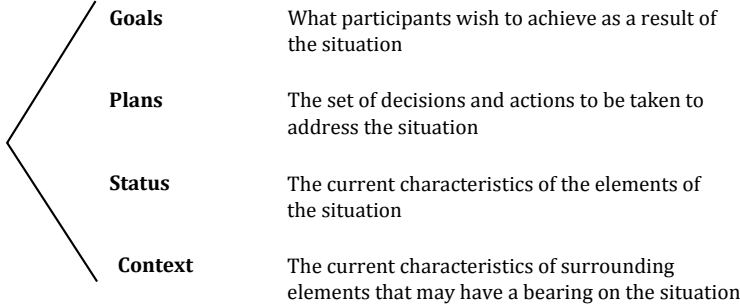 Goals What participants wish to achieve as a result of
the situation
Plans The set of decisions and actions to be taken to
address the situation
Status The current characteristics of the elements of
the situation
Context The current characteristics of surrounding
elements that may have a bearing on the situation